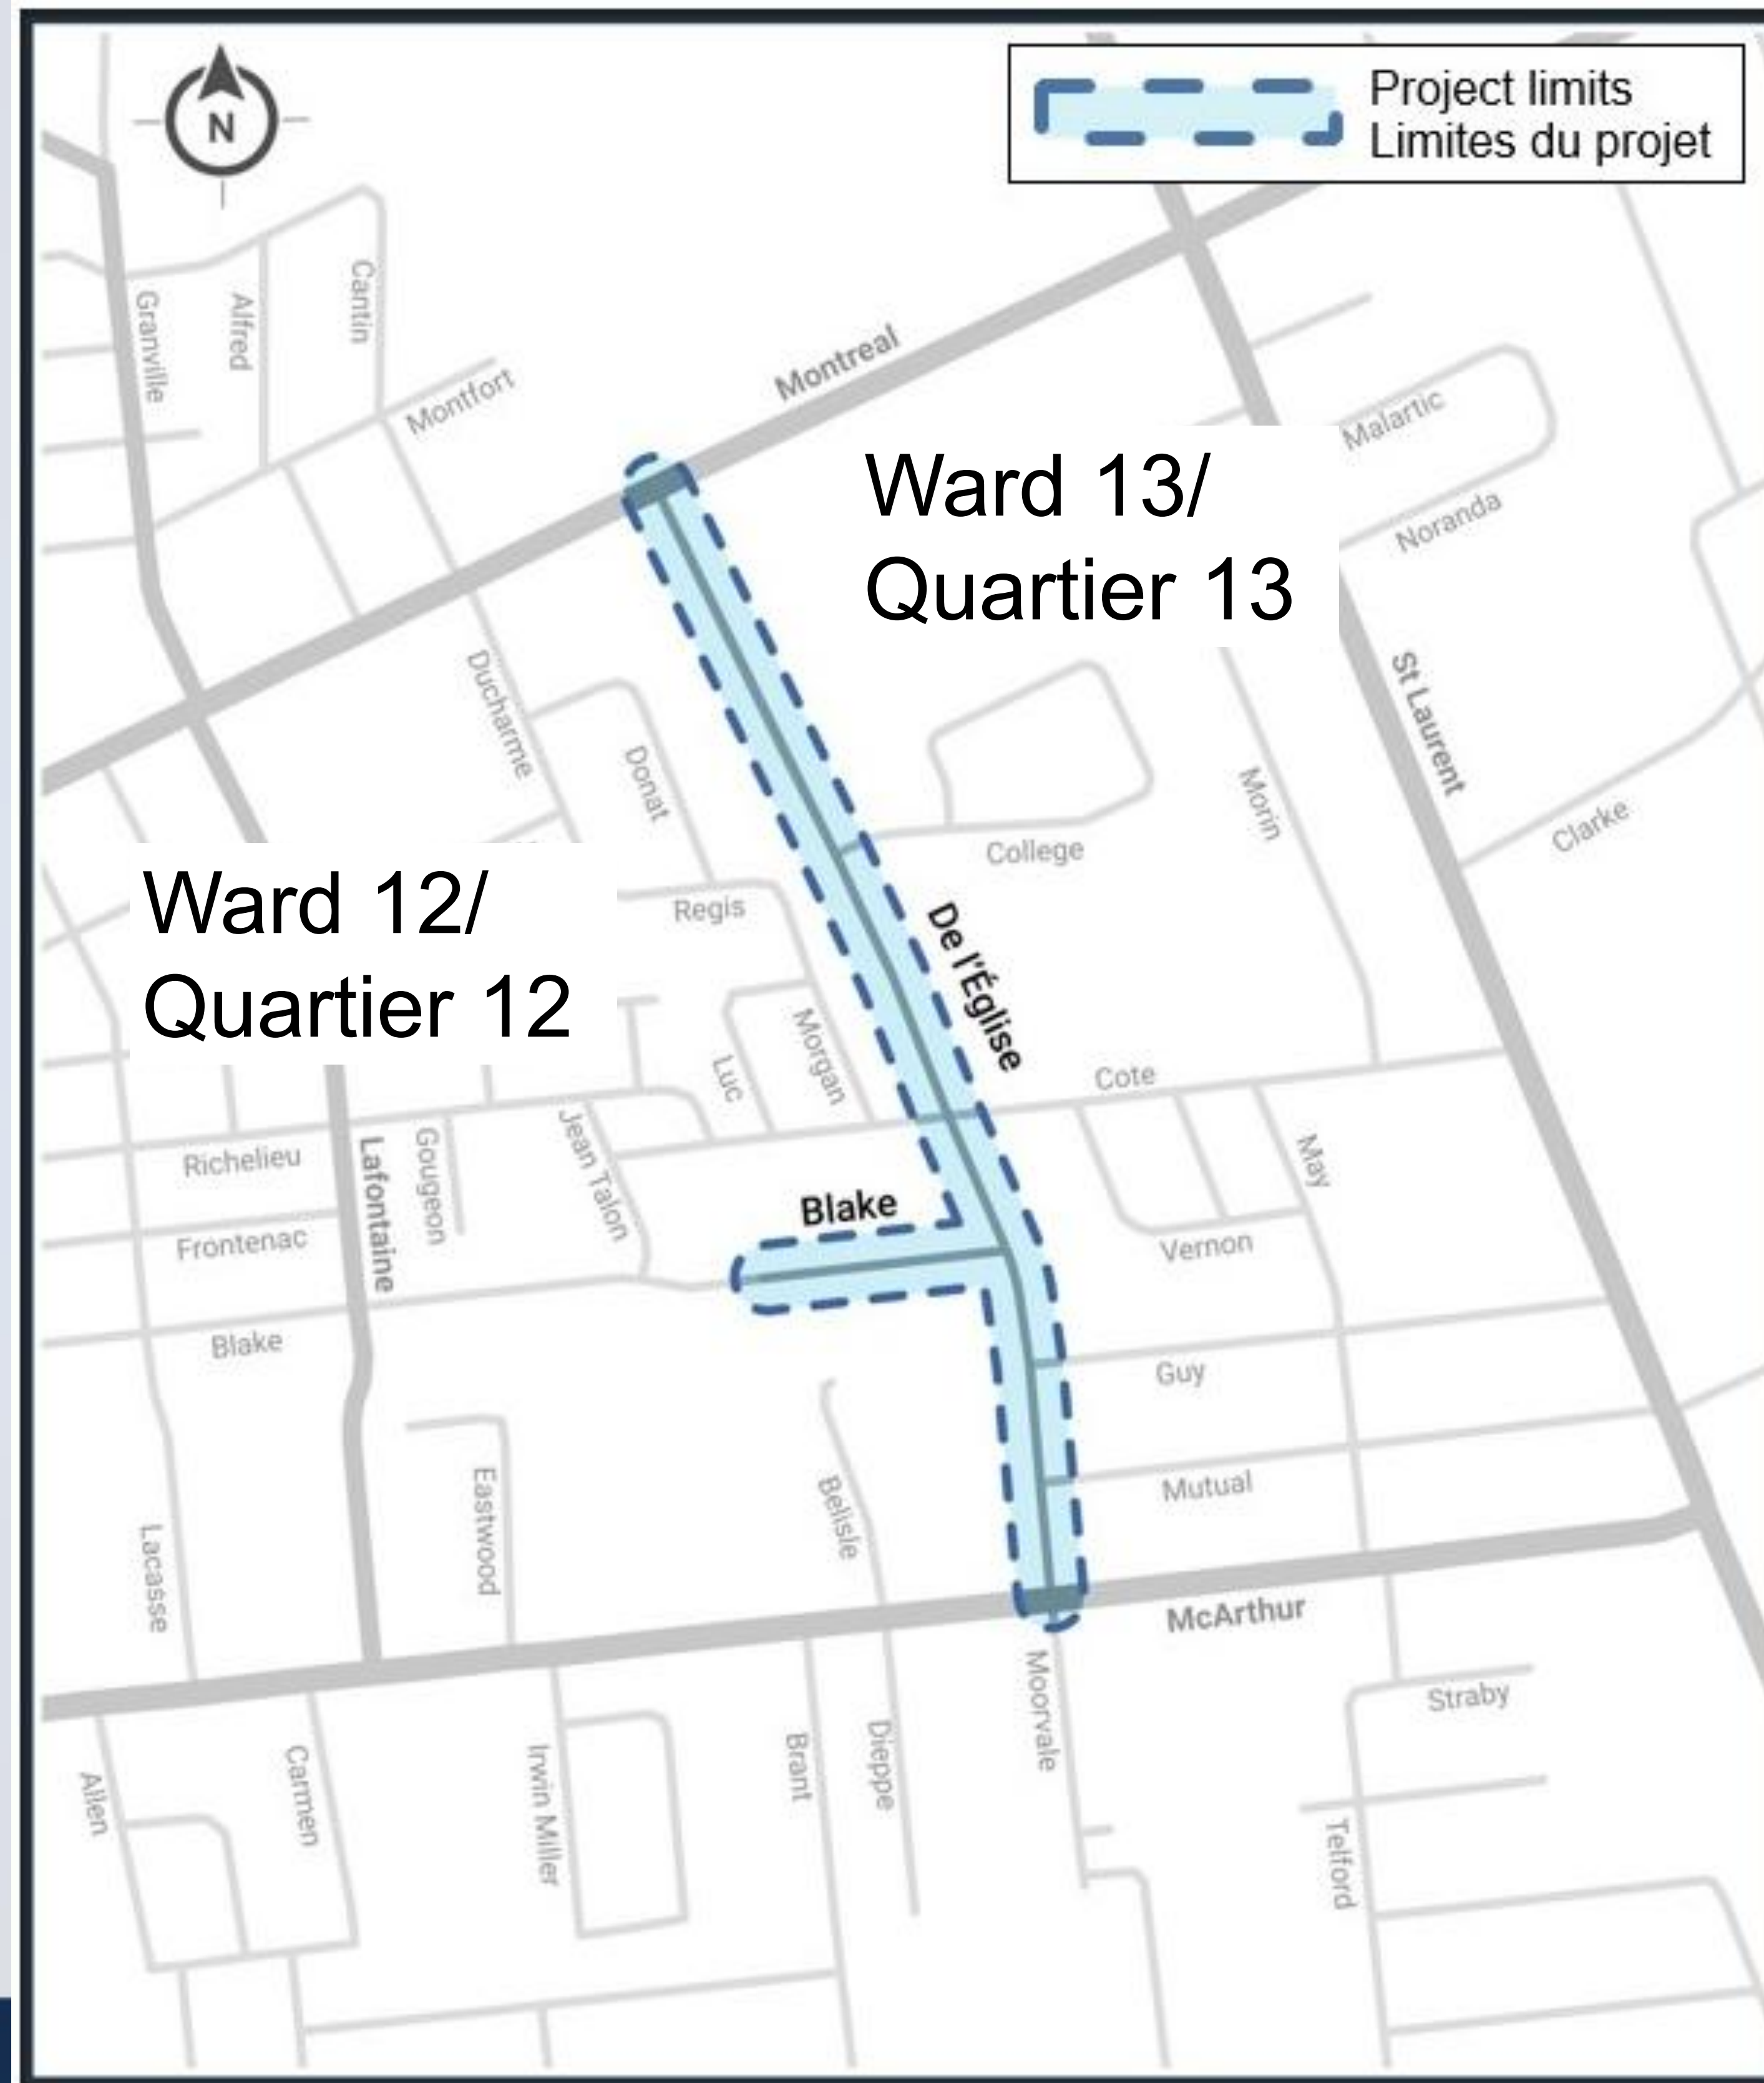 N
Project limits
Limites du projet
Granville
Alfred
Cantin
Montfort
Montreal
Malartic
Noranda
Ward 13/
Quartier 13
St Laurent
Ducharme
Donat
Morin
Clarke
College
Ward 12/
Quartier 12
Regis
De l'Église
Luc
Morgan
Cote
Richelieu
Gougeon
Jean Talon
May
Lafontaine
Frontenac
Blake
Vernon
Blake
Guy
Lacasse
Eastwood
Belisle
Mutual
McArthur
Moorvale
Straby
Allen
Carmen
Irwin Miller
Brant
Dieppe
Telford